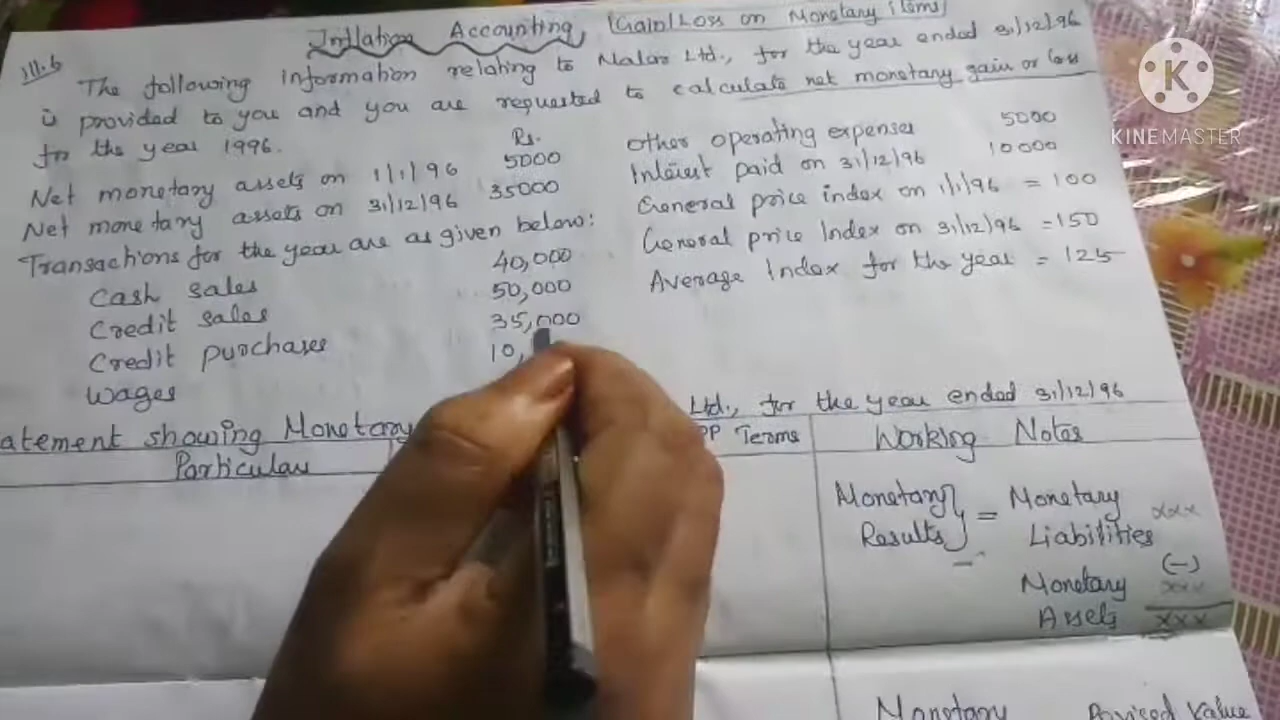 Inflation Accounting (Gain/Loss on Monetary items)
Ill.6
The following information relating to Malar Ltd., for the year ended 31/12/96
is provided to you and you are requested to calculate net monetary gain or loss
for the year 1996.
Rs.
Net monetary assets on 1/1/96 5000
Net monetary assets on 31/12/96 35000
Transactions for the year are as given below:
Cash sales 40,000
Credit sales 50,000
Credit purchases 35,000
Wages 10,
Other operating expenses 5000
Interest paid on 31/12/96 10000
General price index on 1/1/96 = 100
General price Index on 31/12/96 = 150
Average Index for the year = 125
atement showing Monetary Ltd., for the year ended 31/12/96
Particulars PP Terms Working Notes
Monetary Results } = Monetary Liabilities xxx
(-)
Monetary Assets xxx
xxx
Monetary Revised Value
K
KINEMASTER